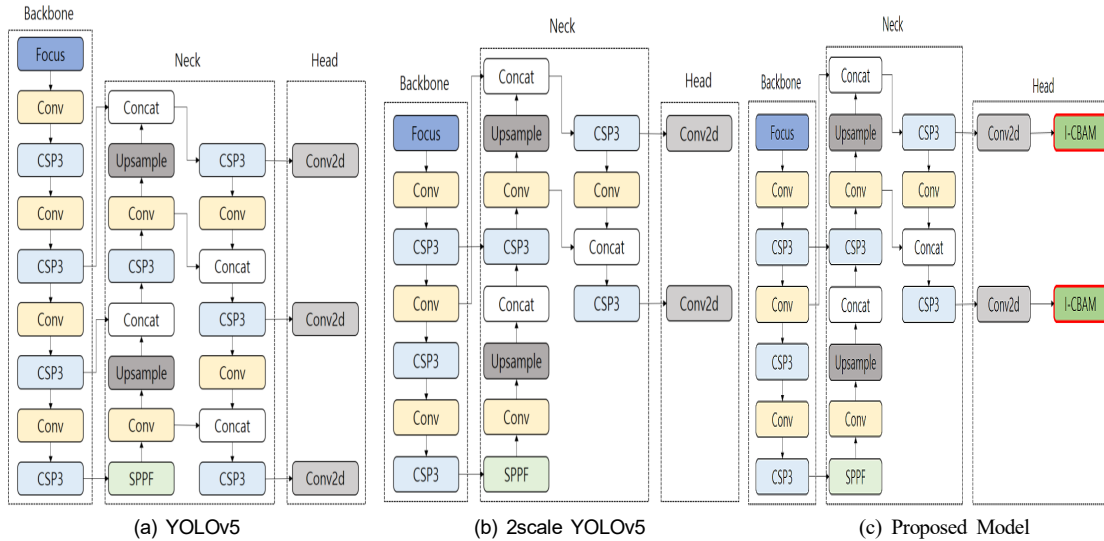 Backbone
Focus
Conv
CSP3
Conv
CSP3
Conv
CSP3
Conv
CSP3
Neck
Concat
Upsample
Conv
CSP3
Concat
Upsample
Conv
SPPF
CSP3
Conv
Concat
CSP3
Conv
Concat
CSP3
Head
Conv2d
Conv2d
Conv2d
(a) YOLOv5
Backbone
Focus
Conv
CSP3
Conv
CSP3
Conv
CSP3
Neck
Concat
Upsample
Conv
CSP3
Concat
Upsample
Conv
SPPF
CSP3
Conv
Concat
CSP3
Head
Conv2d
Conv2d
(b) 2scale YOLOv5
Backbone
Focus
Conv
CSP3
Conv
CSP3
Conv
CSP3
Neck
Concat
Upsample
Conv
CSP3
Concat
Upsample
Conv
SPPF
CSP3
Conv
Concat
CSP3
Head
Conv2d
I-CBAM
Conv2d
I-CBAM
(c) Proposed Model